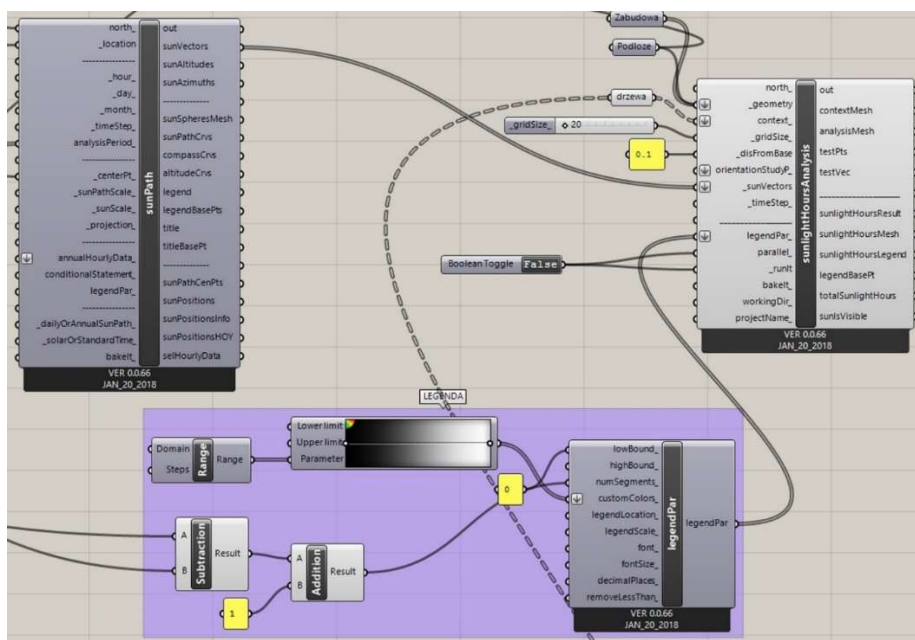 north_
_location
---------------
_hour_
_day_
_month_
_timeStep_
analysisPeriod_
---------------
_centerPt_
_sunPathScale_
_sunScale_
_projection_
---------------
annualHourlyData_
conditionalStatement_
legendPar_
---------------
_dailyOrAnnualSunPath_
_solarOrStandardTime_
bakeIt_
sunPath
out
sunVectors
sunAltitudes
sunAzimuths
---------------
sunSpheresMesh
sunPathCrvs
compassCrvs
altitudeCrvs
legend
legendBasePts
title
titleBasePt
---------------
sunPathCenPts
sunPositions
sunPositionsInfo
sunPositionsHOY
selHourlyData
VER 0.0.66
JAN_20_2018
Zabudowa
Podloze
drzewa
_gridSize_ 20
0.1
BooleanToggle False
north_
_geometry
context_
_gridSize_
_disFromBase
orientationStudyP_
_sunVectors
_timeStep_
---------------
legendPar_
parallel_
_runIt
bakeIt_
workingDir_
projectName_
sunlightHoursAnalysis
out
contextMesh
analysisMesh
testPts
testVec
---------------
sunlightHoursResult
sunlightHoursMesh
sunlightHoursLegend
legendBasePt
totalSunlightHours
sunIsVisible
VER 0.0.66
JAN_20_2018
LEGENDA
Domain
Steps
Range
Range
Lower limit
Upper limit
Parameter
0
A
B
Subtraction
Result
1
A
B
Addition
Result
lowBound_
highBound_
numSegments_
customColors_
legendLocation_
legendScale_
font_
fontSize_
decimalPlaces_
removeLessThan_
legendPar
legendPar
VER 0.0.66
JAN_20_2018